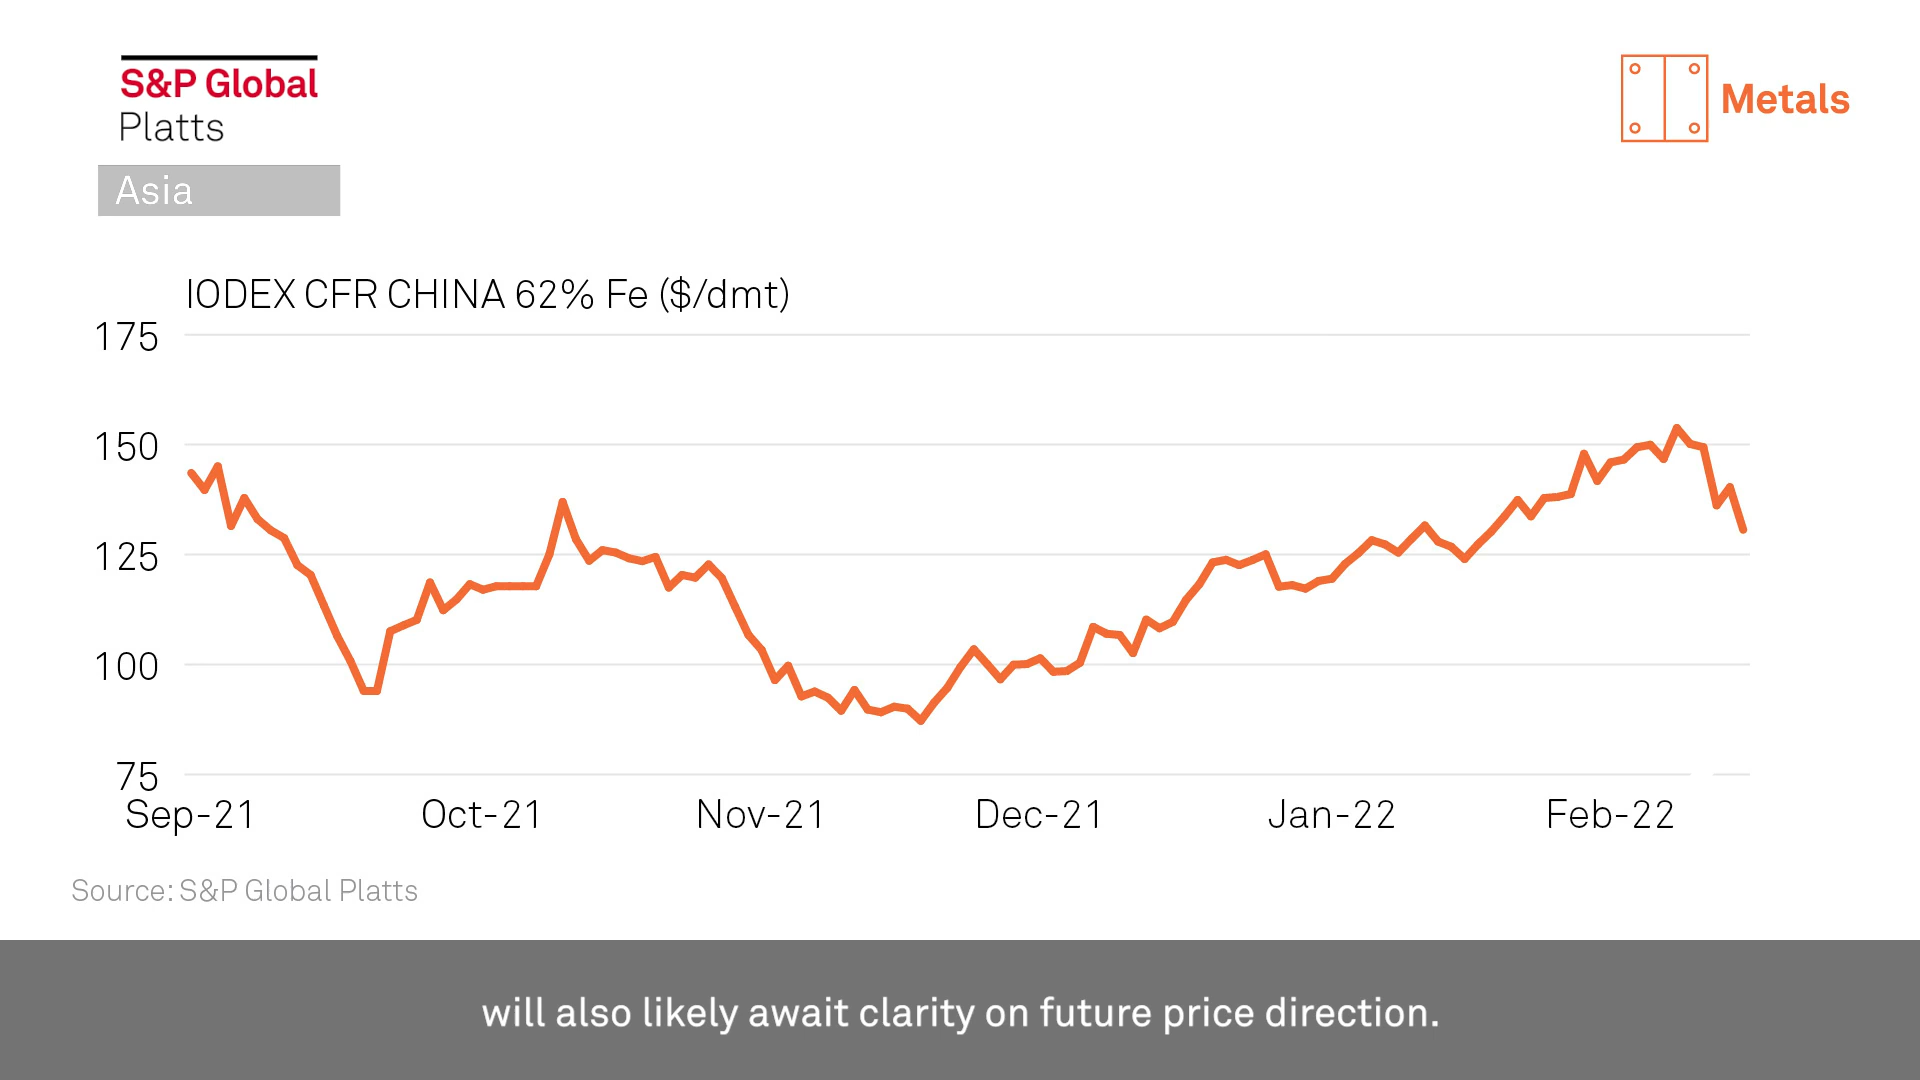 S&P Global
Platts
Metals
Asia
IODEX CFR CHINA 62% Fe ($/dmt)
175
150
125
100
75
Sep-21 Oct-21 Nov-21 Dec-21 Jan-22 Feb-22
Source: S&P Global Platts
will also likely await clarity on future price direction.